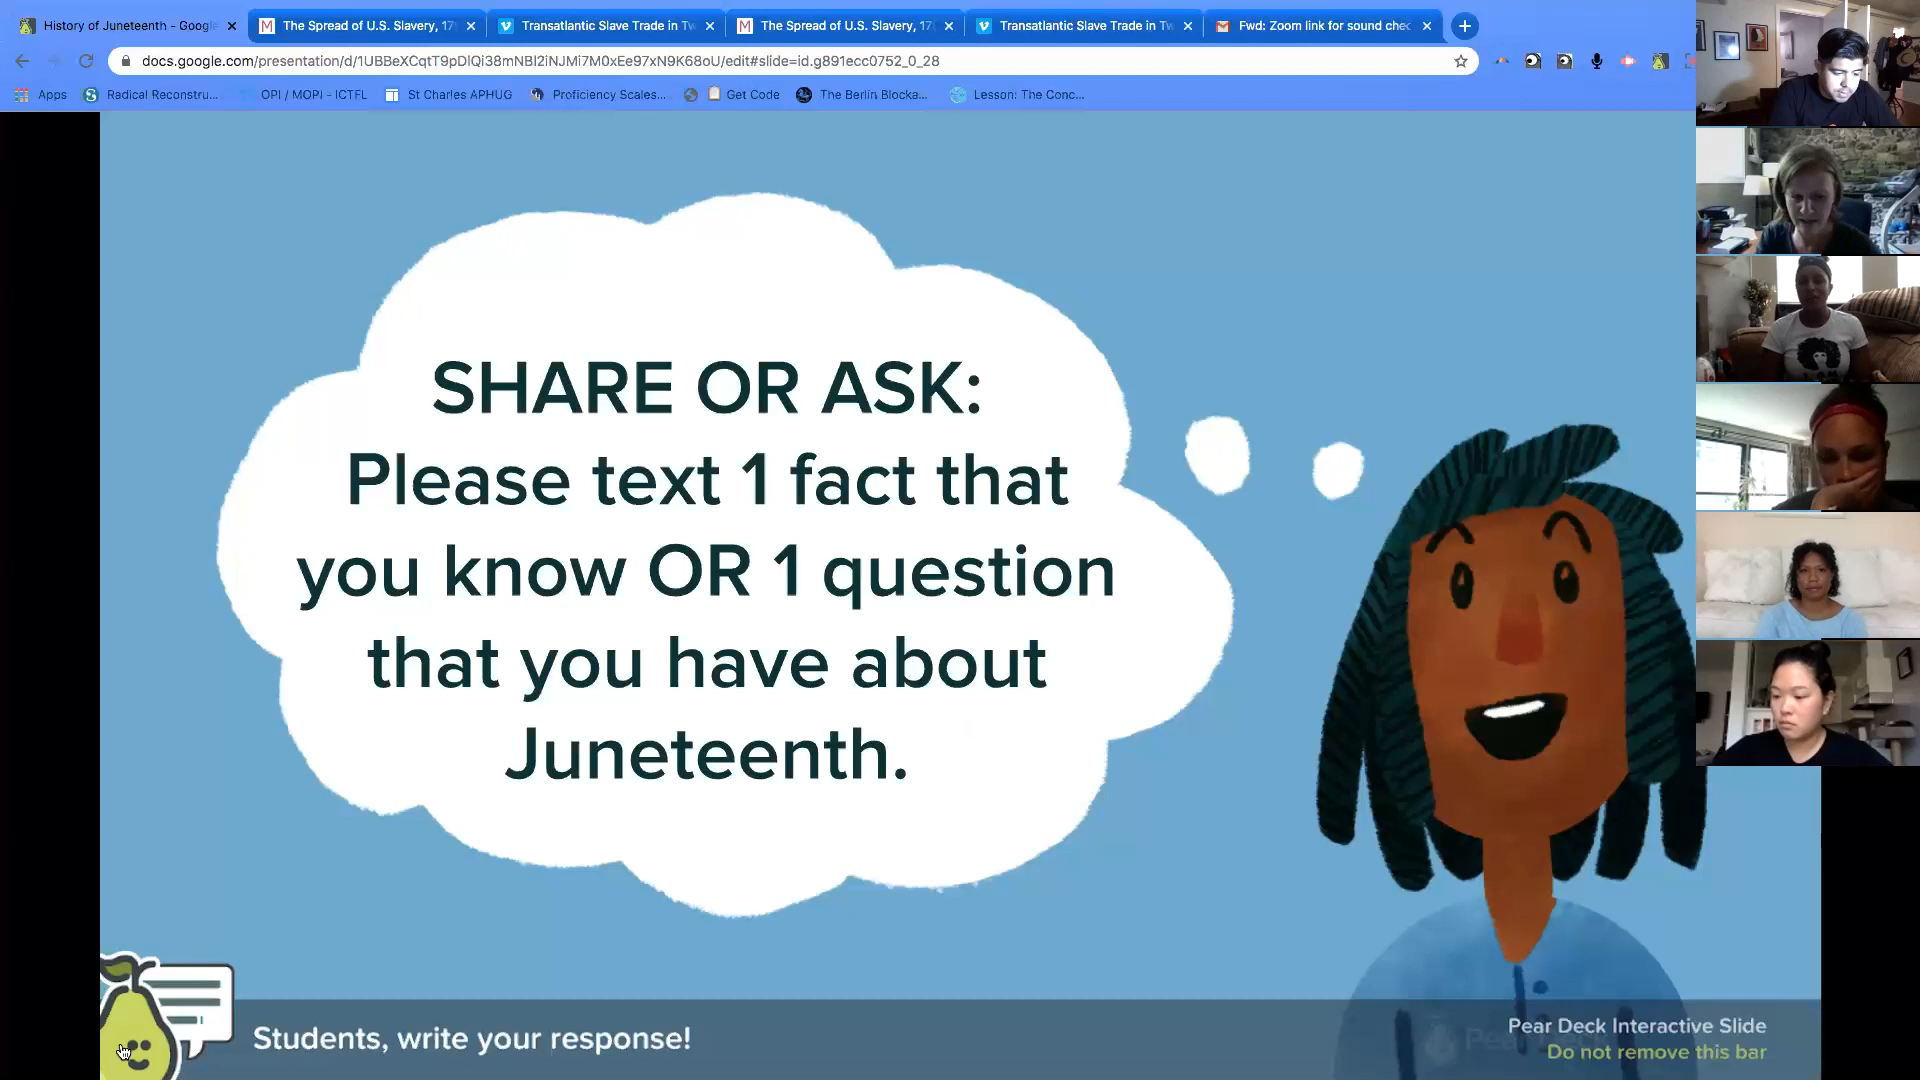 History of Juneteenth - Google
The Spread of U.S. Slavery, 17
Transatlantic Slave Trade in Tw
The Spread of U.S. Slavery, 17
Transatlantic Slave Trade in Tw
Fwd: Zoom link for sound chec
docs.google.com/presentation/d/1UBBeXCqtT9pDlQi38mNBl2iNJMi7M0xEe97xN9K68oU/edit#slide=id.g891ecc0752_0_28
Apps
Radical Reconstru...
OPI / MOPI - ICTFL
St Charles APHUG
Proficiency Scales...
Get Code
The Berlin Blocka...
Lesson: The Conc...
SHARE OR ASK:
Please text 1 fact that
you know OR 1 question
that you have about
Juneteenth.
Students, write your response!
Pear Deck Interactive Slide
Do not remove this bar